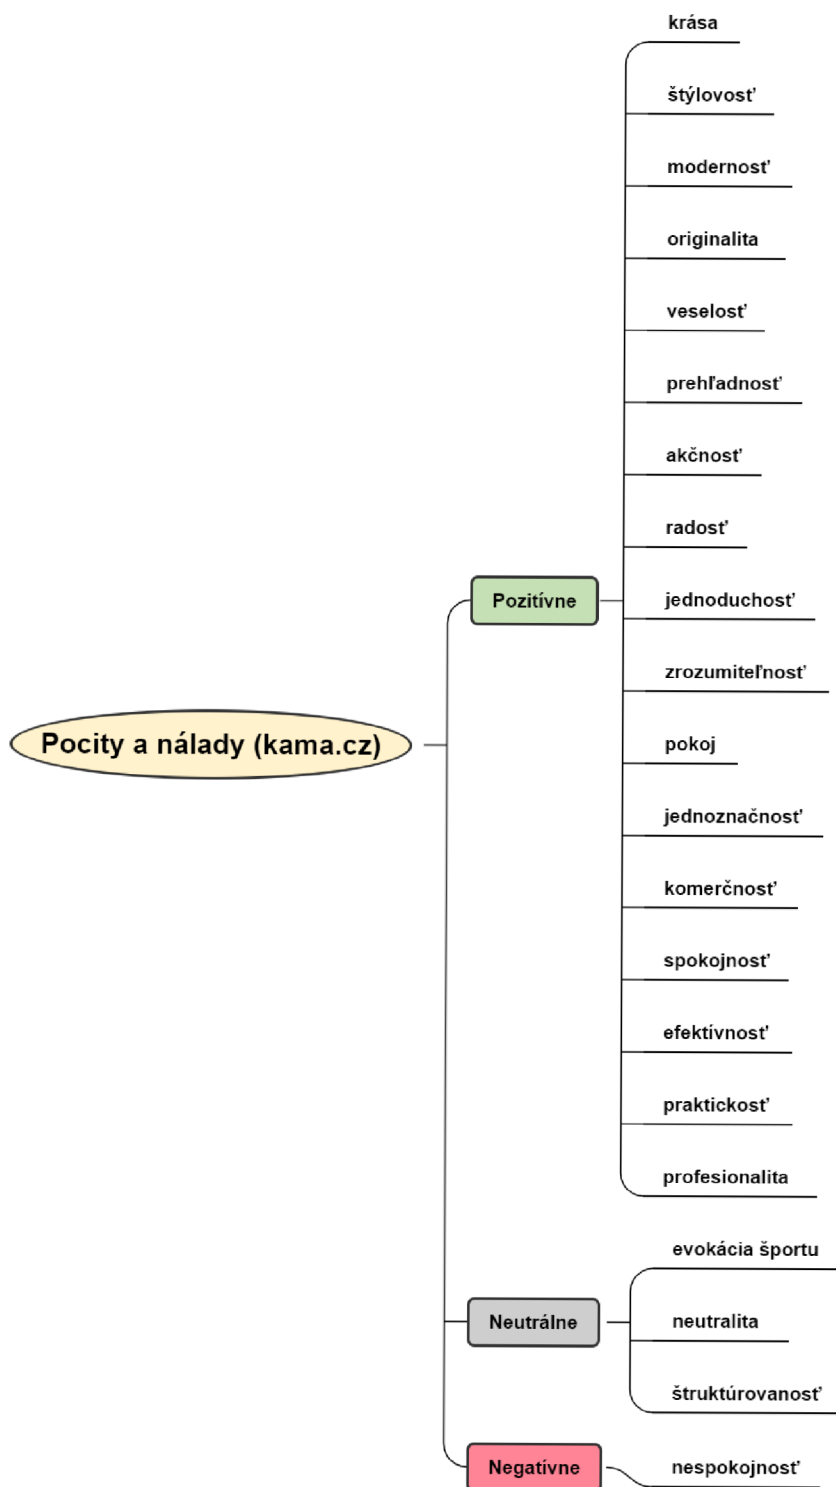 Pocity a nálady (kama.cz)
Pozitívne
krása
štýlovosť
modernosť
originalita
veselosť
prehľadnosť
akčnosť
radosť
jednoduchosť
zrozumiteľnosť
pokoj
jednoznačnosť
komerčnosť
spokojnosť
efektívnosť
praktickosť
profesionalita
Neutrálne
evokácia športu
neutralita
štruktúrovanosť
Negatívne
nespokojnosť